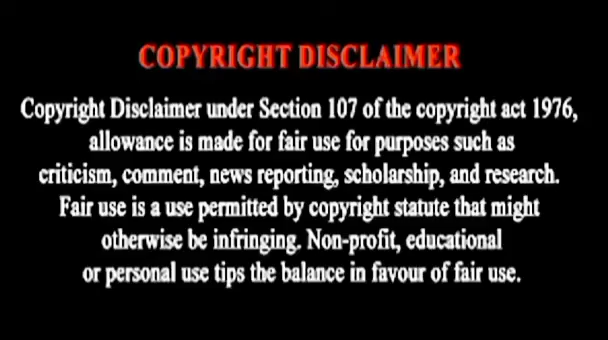 COPYRIGHT DISCLAIMER
Copyright Disclaimer under Section 107 of the copyright act 1976,
allowance is made for fair use for purposes such as
criticism, comment, news reporting, scholarship, and research.
Fair use is a use permitted by copyright statute that might
otherwise be infringing. Non-profit, educational
or personal use tips the balance in favour of fair use.